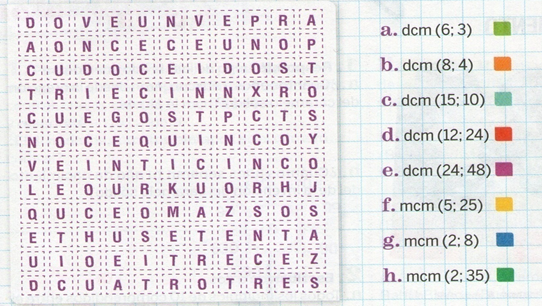 D O V E U N V E P R A
A O N C E C E U N O P
C U D O C E I D O S T
T R I E C I N N X R O
C U E G O S T P C T S
N O C E Q U I N C O Y
V E I N T I C I N C O
L E O U R K U O R H J
Q U C E O M A Z S O S
E T H U S E T E N T A
U I O E I T R E C E Z
D C U A T R O T R E S
a. dcm (6; 3)
b. dcm (8; 4)
c. dcm (15; 10)
d. dcm (12; 24)
e. dcm (24; 48)
f. mcm (5; 25)
g. mcm (2; 8)
h. mcm (2; 35)